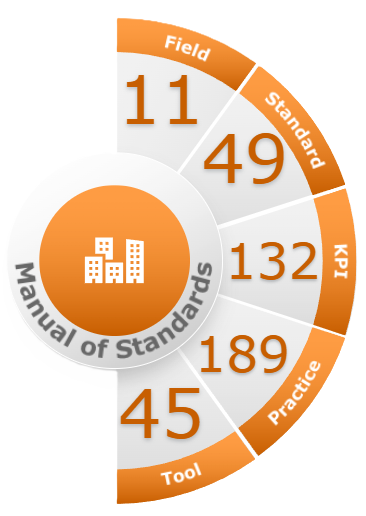 Field
11
Standard
49
KPI
132
Practice
189
Tool
45
Manual of Standards